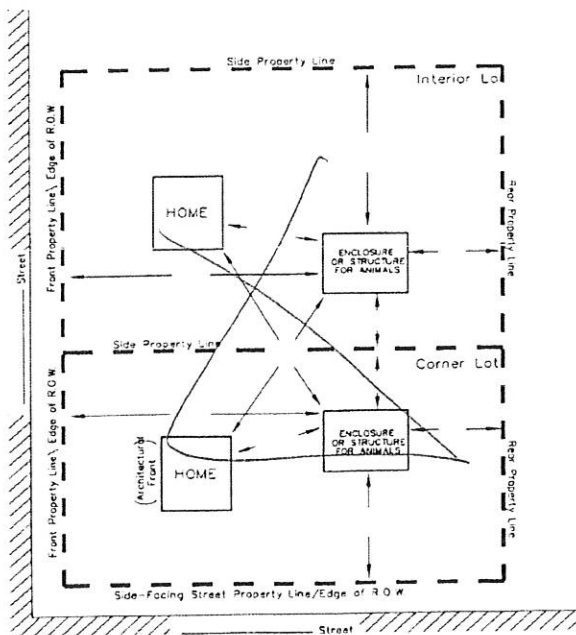 Side Property Line
Interior Lo
Front Property Line\ Edge of R.O.W
Street
HOME
ENCLOSURE
OR STRUCTURE
FOR ANIMALS
Rear Property Line
Side Property Line
Corner Lot
Front Property Line\ Edge of R.O.W
(Architectural
Front)
HOME
ENCLOSURE
OR STRUCTURE
FOR ANIMALS
Rear Property Line
Side-Facing Street Property Line/Edge of R.O.W
Street